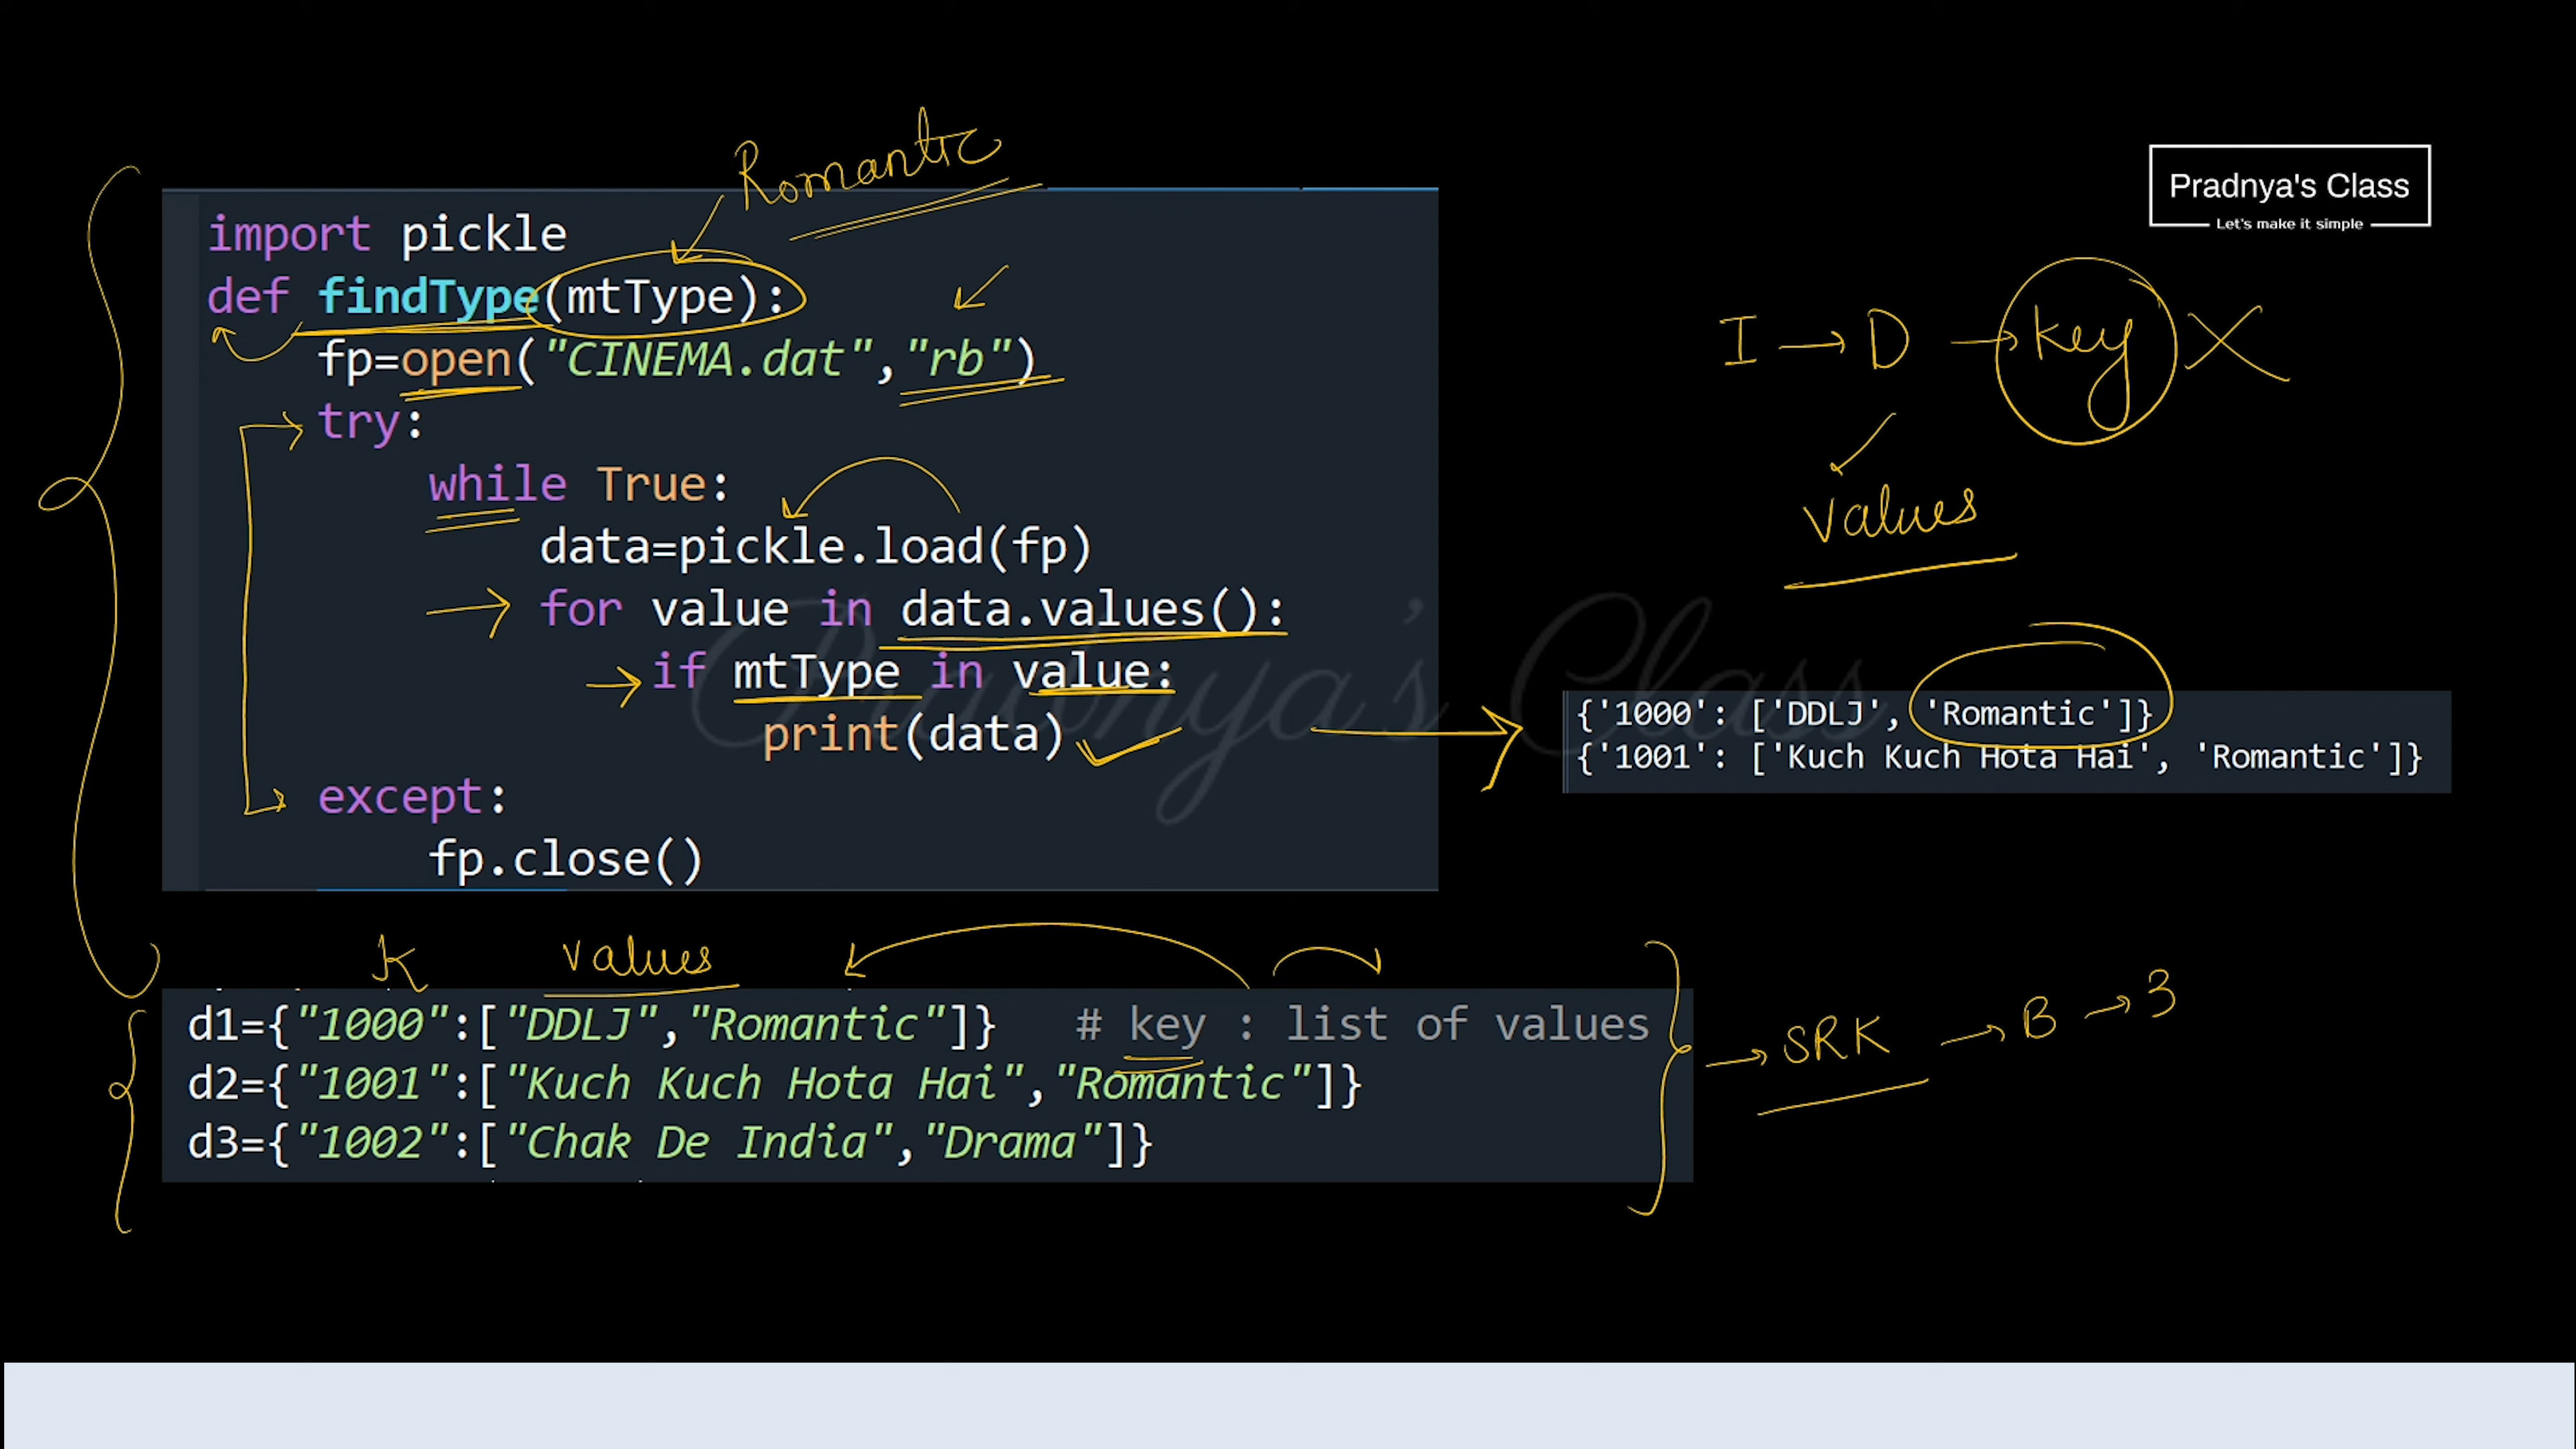 Romantic
Pradnya's Class
Let's make it simple
import pickle
def findType(mtType):
fp=open("CINEMA.dat","rb")
try:
while True:
data=pickle.load(fp)
for value in data.values():
if mtType in value:
print(data)
except:
fp.close()
I → D → key X
values
Pradnya's Class
{'1000': ['DDLJ', 'Romantic']}
{'1001': ['Kuch Kuch Hota Hai', 'Romantic']}
K values
d1={"1000":["DDLJ","Romantic"]} # key : list of values
d2={"1001":["Kuch Kuch Hota Hai","Romantic"]}
d3={"1002":["Chak De India","Drama"]}
→ SRK → B → 3